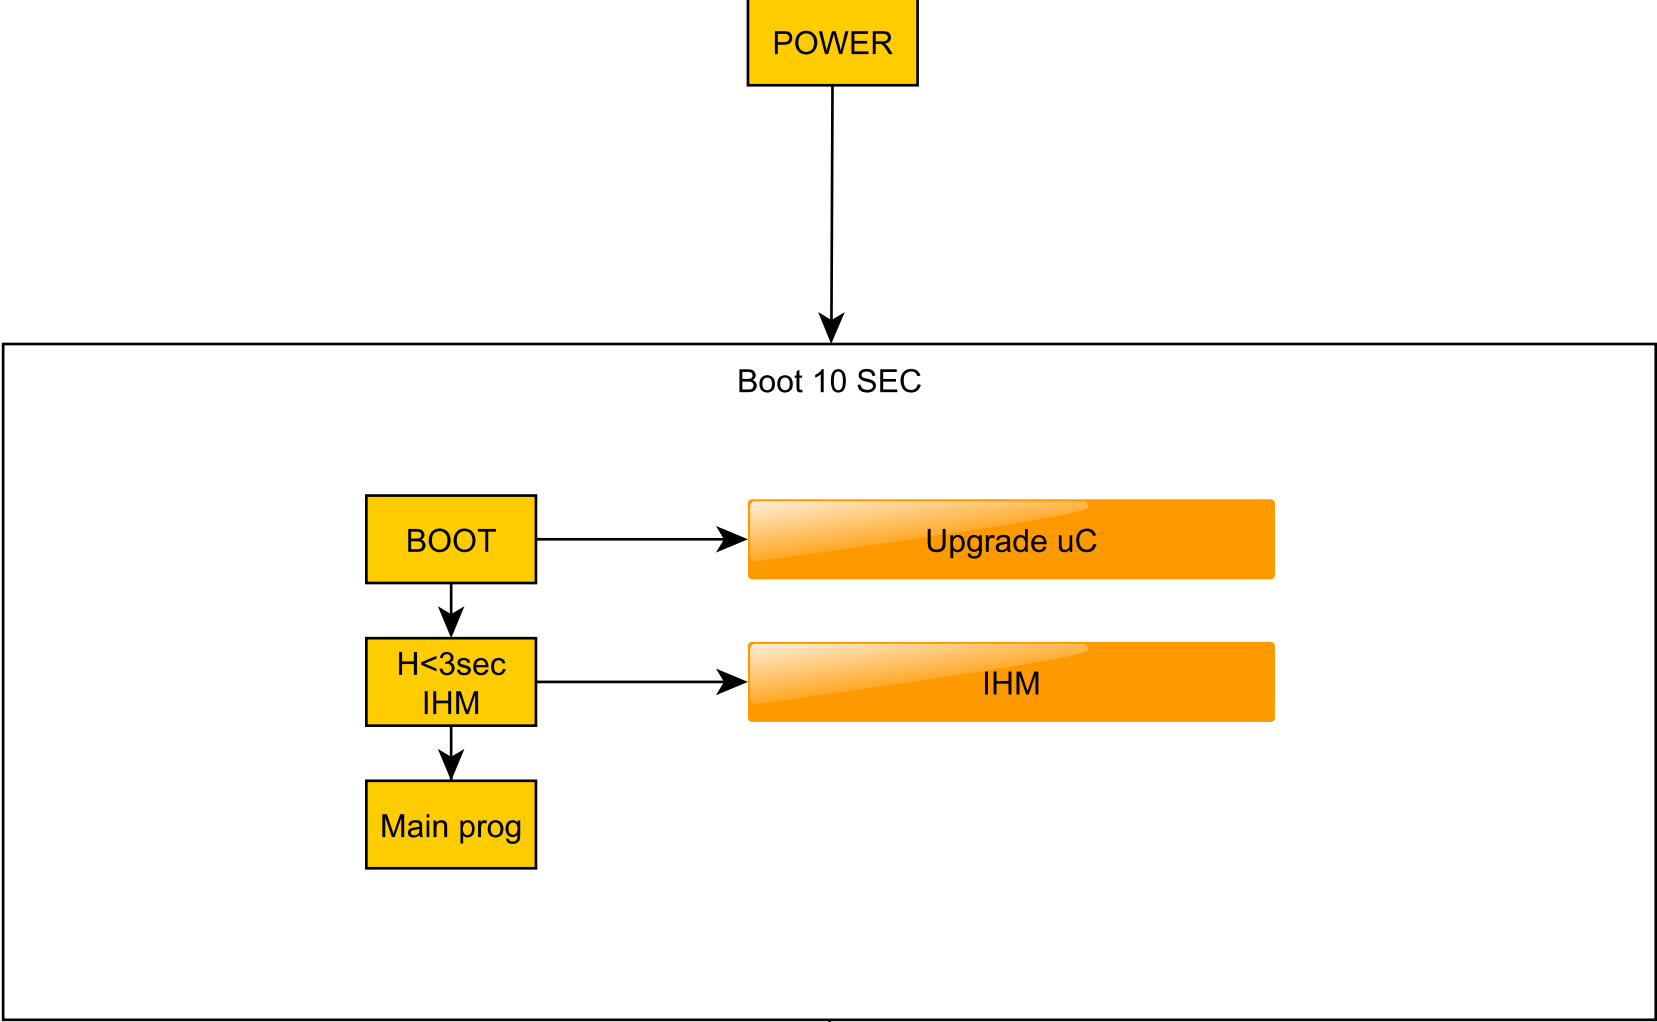 POWER
Boot 10 SEC
BOOT
Upgrade uC
H<3sec
IHM
IHM
Main prog